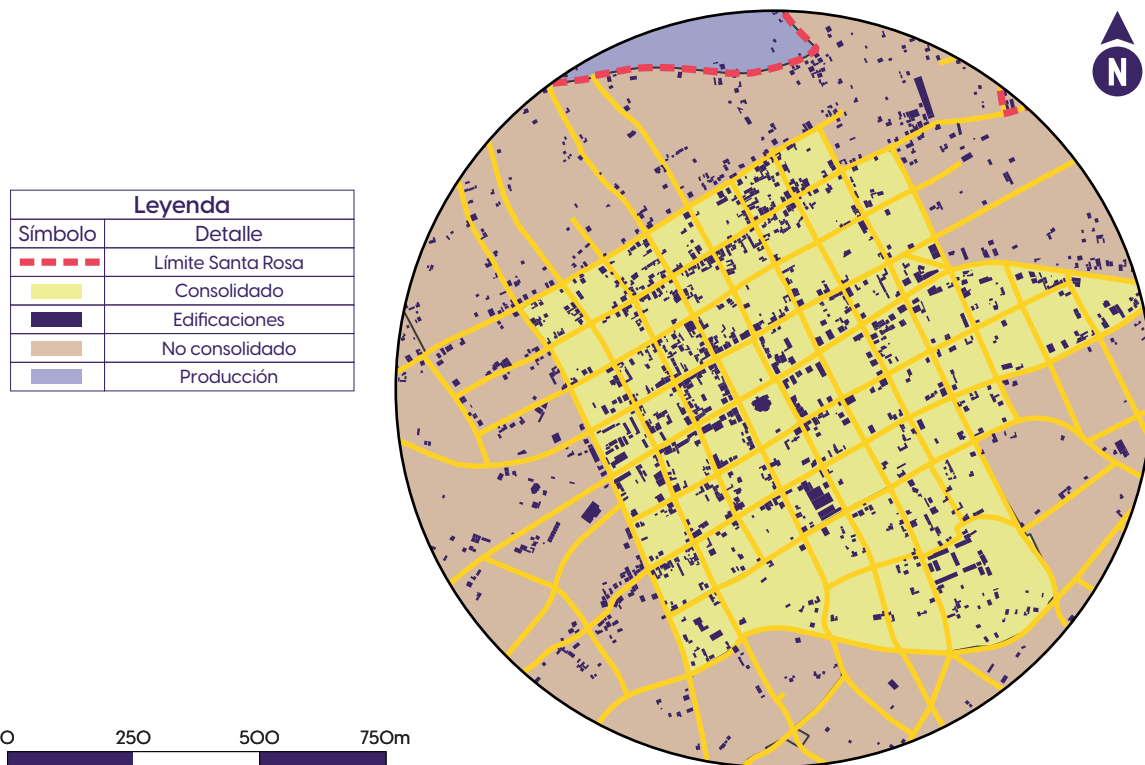 N
Leyenda
Símbolo Detalle
Límite Santa Rosa
Consolidado
Edificaciones
No consolidado
Producción
0 250 500 750m